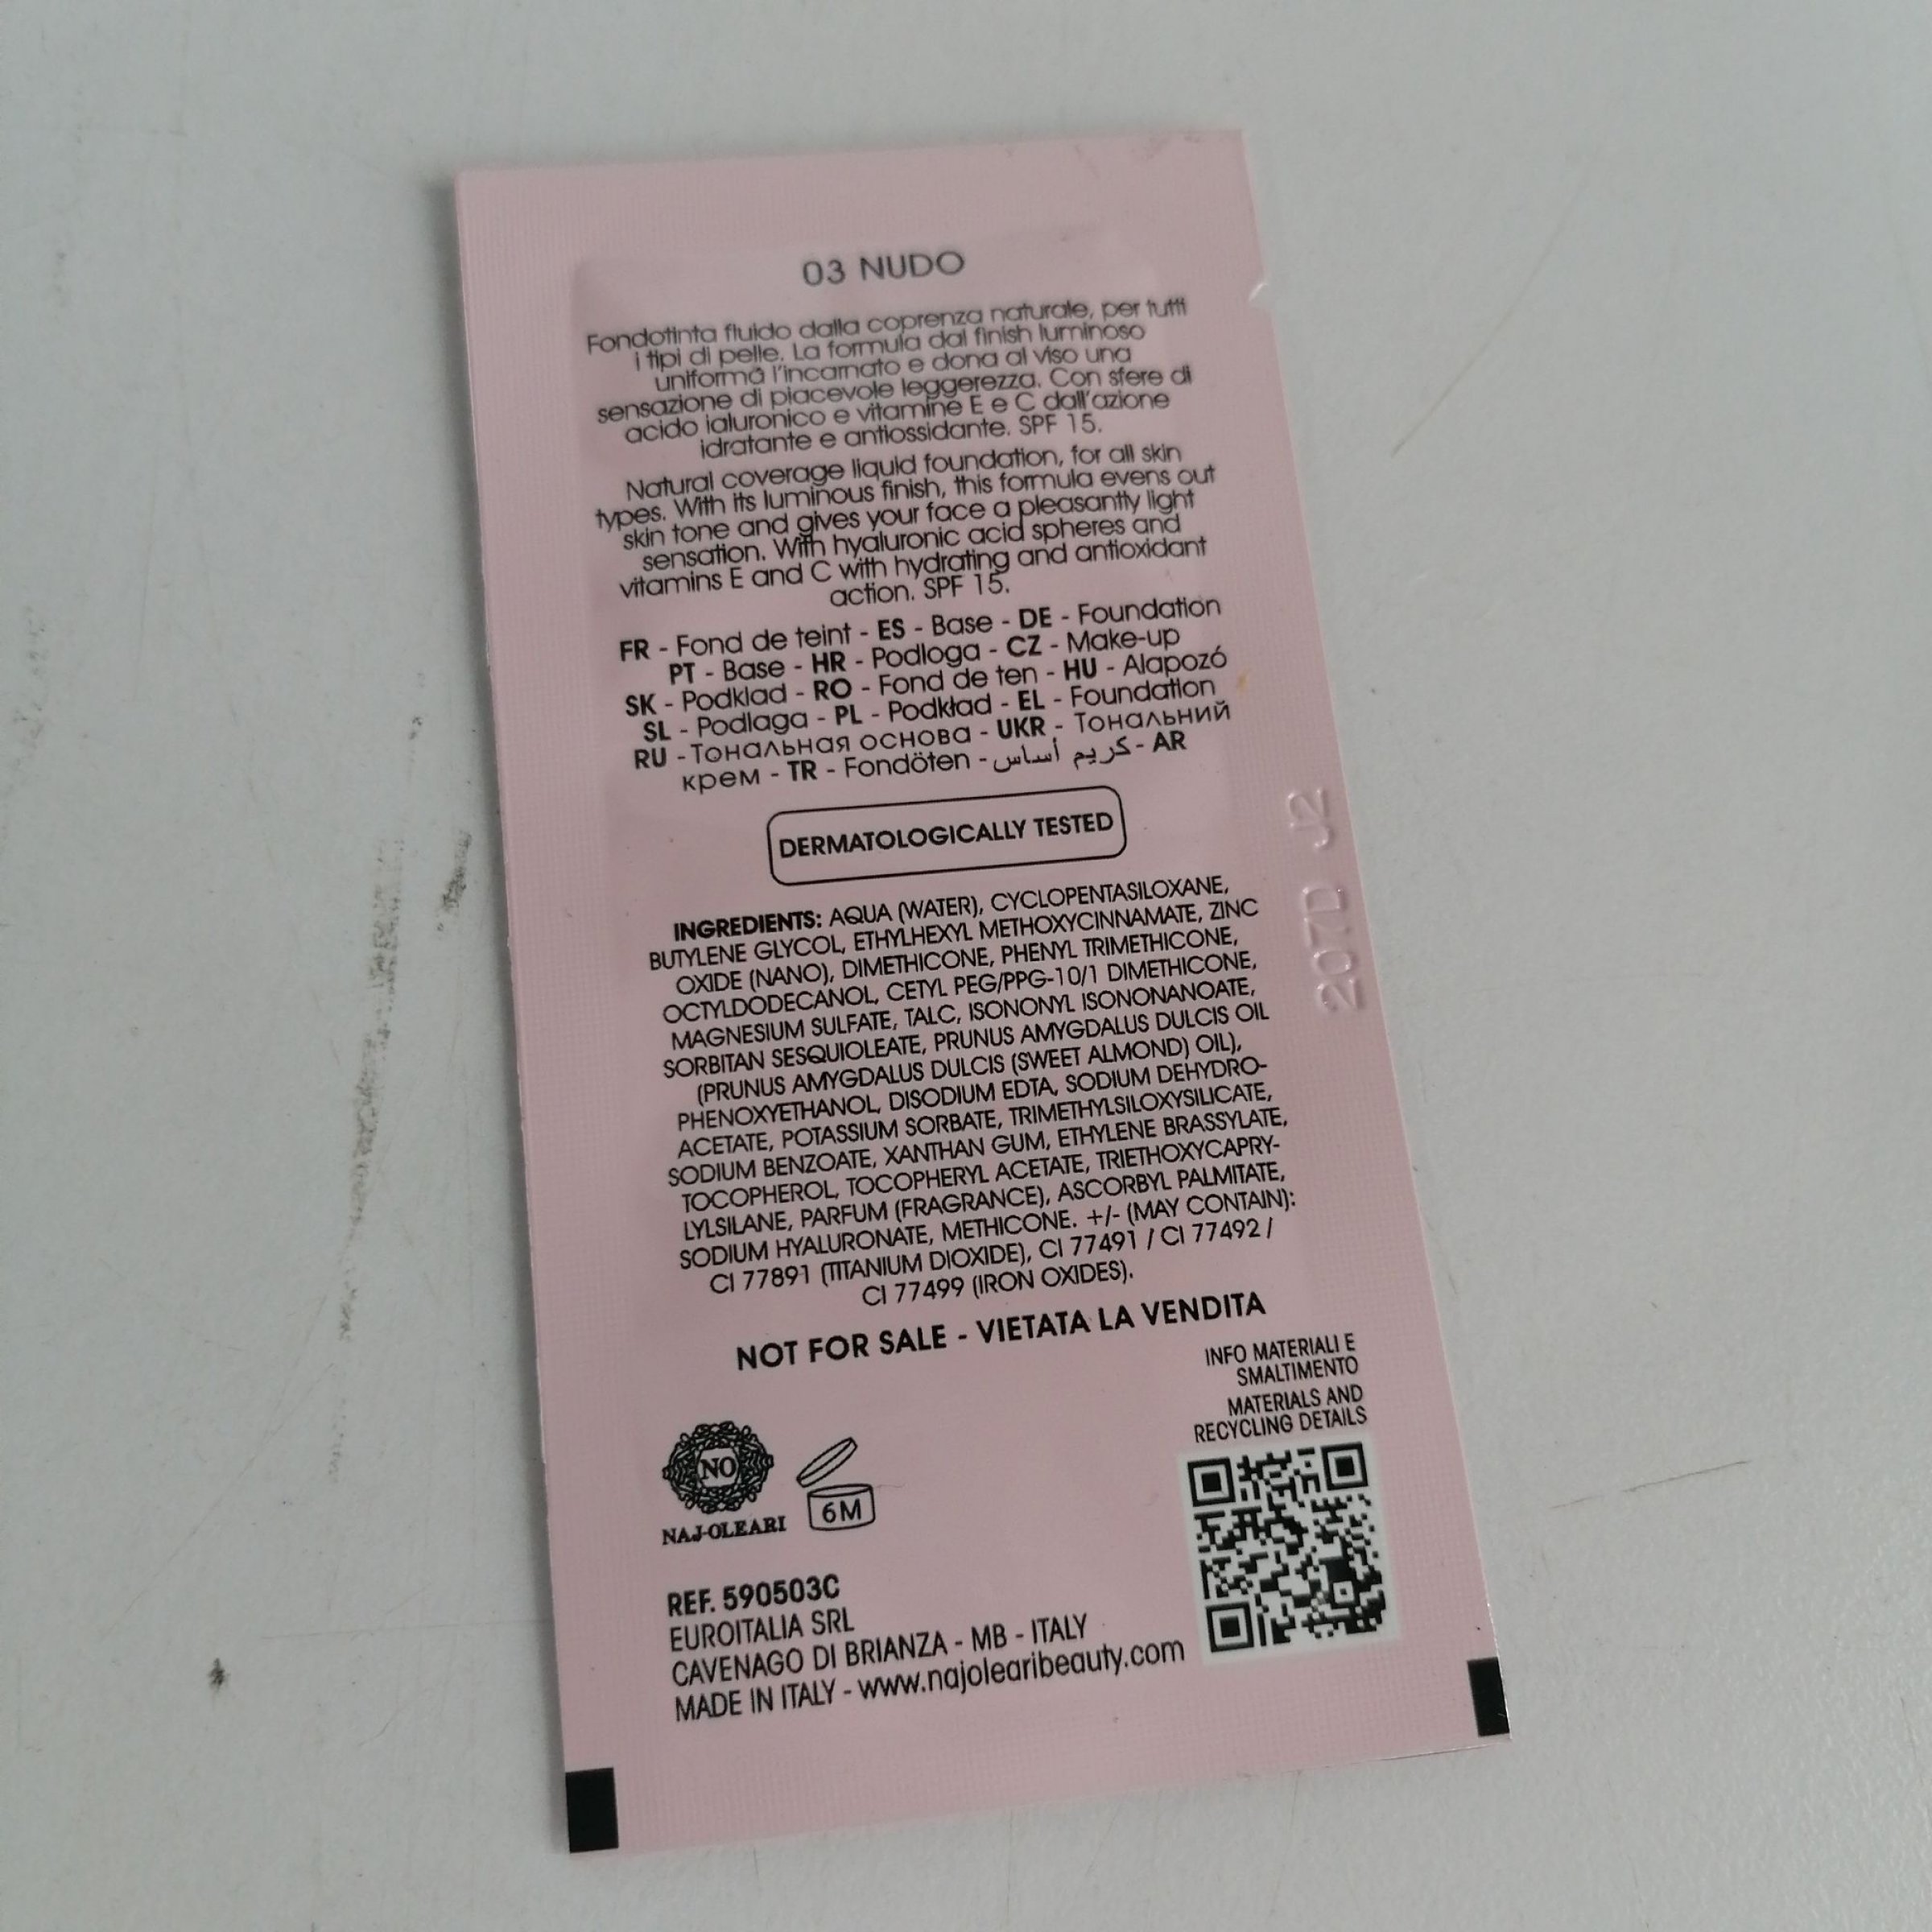 03 NUDO
Fondotinta fluido dalla coprenza naturale, per tutti
i tipi di pelle. La formula dal finish luminoso
uniforma l'incarnato e dona al viso una
sensazione di piacevole leggerezza. Con sfere di
acido ialuronico e vitamine E e C dall'azione
idratante e antiossidante. SPF 15.
Natural coverage liquid foundation, for all skin
types. With its luminous finish, this formula evens out
skin tone and gives your face a pleasantly light
sensation. With hyaluronic acid spheres and
vitamins E and C with hydrating and antioxidant
action. SPF 15.
FR - Fond de teint - ES - Base - DE - Foundation
PT - Base - HR - Podloga - CZ - Make-up
SK - Podklad - RO - Fond de ten - HU - Alapozó
SL - Podlaga - PL - Podkład - EL - Foundation
RU - Тональная основа - UKR - Тональний
крем - TR - Fondöten - كريم أساس - AR
DERMATOLOGICALLY TESTED
INGREDIENTS: AQUA (WATER), CYCLOPENTASILOXANE,
BUTYLENE GLYCOL, ETHYLHEXYL METHOXYCINNAMATE, ZINC
OXIDE (NANO), DIMETHICONE, PHENYL TRIMETHICONE,
OCTYLDODECANOL, CETYL PEG/PPG-10/1 DIMETHICONE,
MAGNESIUM SULFATE, TALC, ISONONYL ISONONANOATE,
SORBITAN SESQUIOLEATE, PRUNUS AMYGDALUS DULCIS OIL
(PRUNUS AMYGDALUS DULCIS (SWEET ALMOND) OIL),
PHENOXYETHANOL, DISODIUM EDTA, SODIUM DEHYDRO-
ACETATE, POTASSIUM SORBATE, TRIMETHYLSILOXYSILICATE,
SODIUM BENZOATE, XANTHAN GUM, ETHYLENE BRASSYLATE,
TOCOPHEROL, TOCOPHERYL ACETATE, TRIETHOXYCAPRY-
LYLSILANE, PARFUM (FRAGRANCE), ASCORBYL PALMITATE,
SODIUM HYALURONATE, METHICONE. +/- (MAY CONTAIN):
CI 77891 (TITANIUM DIOXIDE), CI 77491 / CI 77492 /
CI 77499 (IRON OXIDES).
207D J2
NOT FOR SALE - VIETATA LA VENDITA
INFO MATERIALI E
SMALTIMENTO
MATERIALS AND
RECYCLING DETAILS
NO
NAJ-OLEARI
6M
REF. 590503C
EUROITALIA SRL
CAVENAGO DI BRIANZA - MB - ITALY
MADE IN ITALY - www.najolearibeauty.com